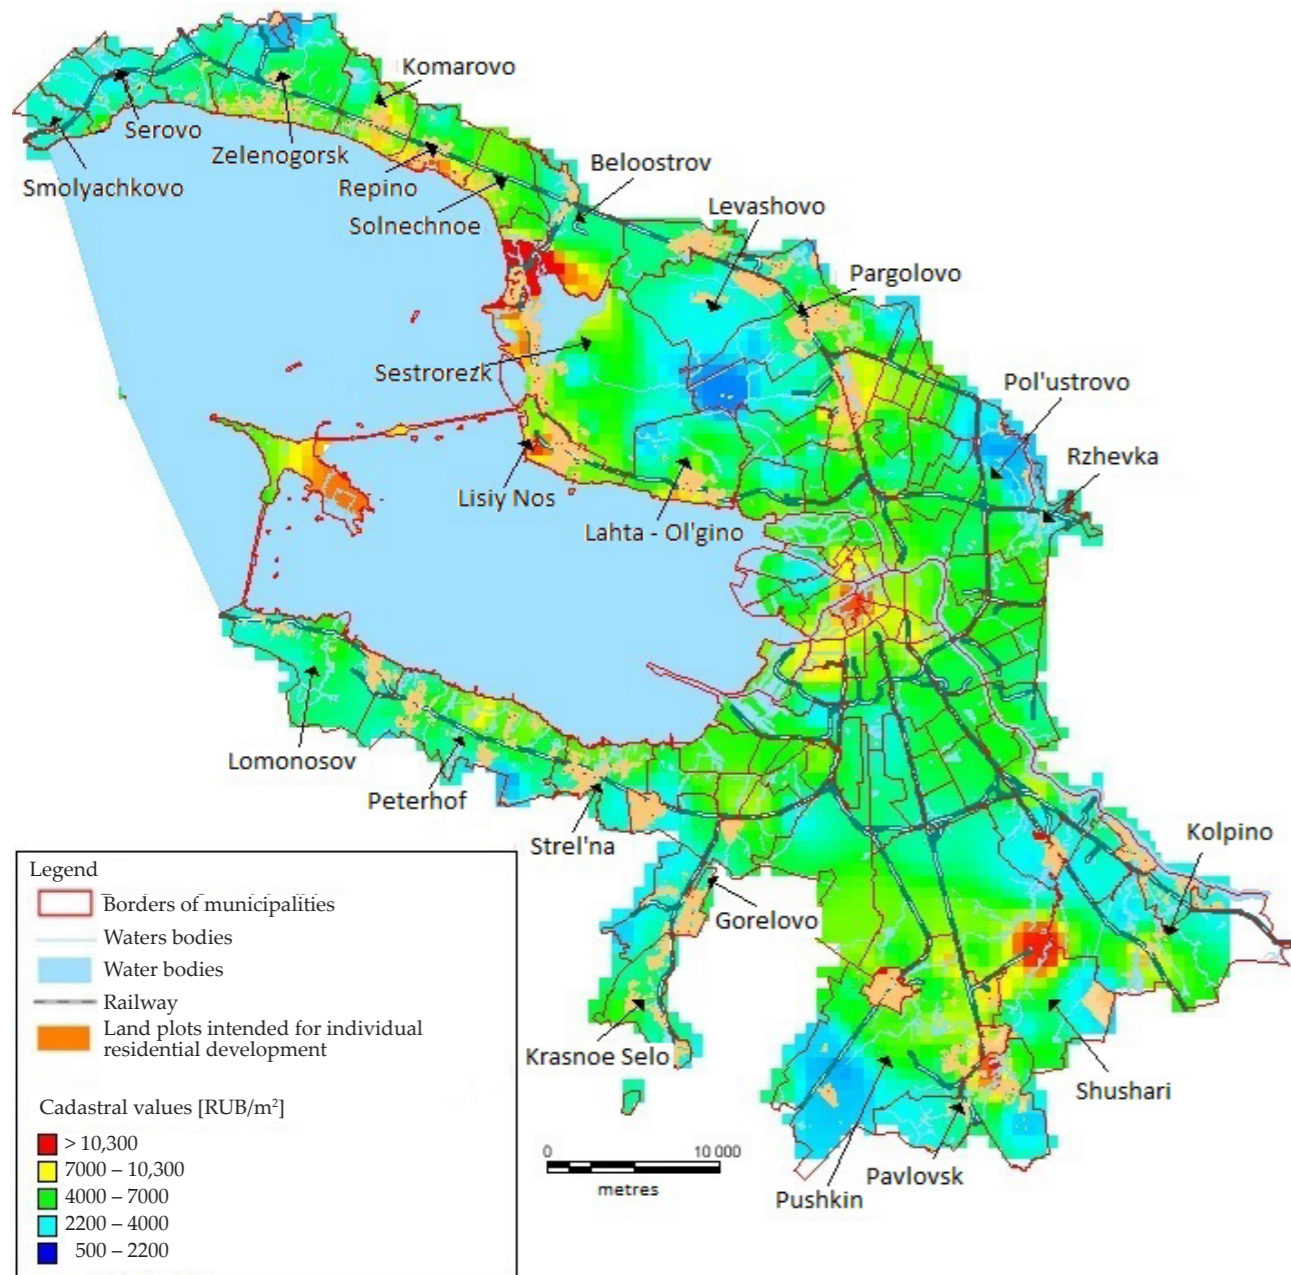 Komarovo
Serovo
Zelenogorsk
Beloostrov
Smolyachkovo
Repino
Levashovo
Solnechnoe
Pargolovo
Sestrorezk
Pol'ustrovo
Rzhevka
Lisiy Nos
Lahta - Ol'gino
Lomonosov
Peterhof
Strel'na
Kolpino
Gorelovo
Krasnoe Selo
Shushari
Pavlovsk
Pushkin
Legend
Borders of municipalities
Waters bodies
Water bodies
Railway
Land plots intended for individual
residential development
Cadastral values [RUB/m²]
> 10,300
7000 – 10,300
4000 – 7000
2200 – 4000
500 – 2200
0 10 000
metres